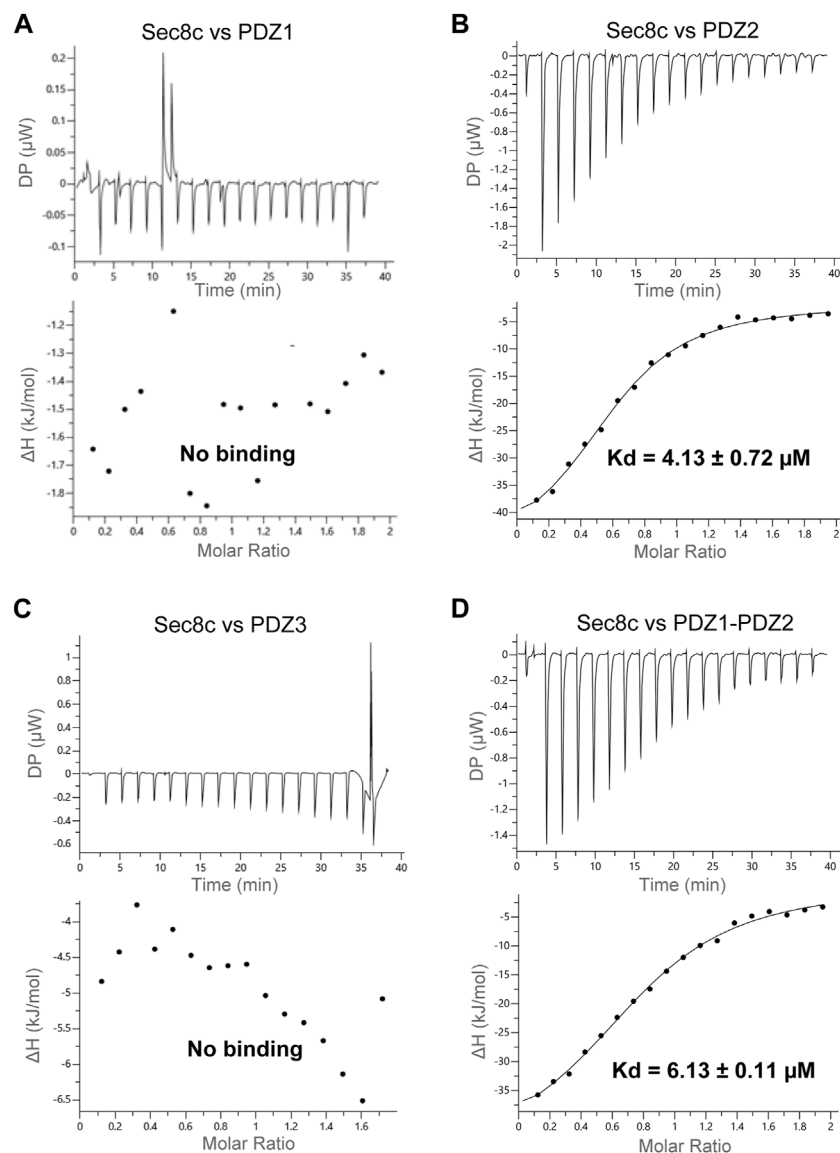 A
Sec8c vs PDZ1
DP (μW)
0.2
0.15
0.1
0.05
0
-0.05
-0.1
0 5 10 15 20 25 30 35 40
Time (min)
ΔH (kJ/mol)
-1.2
-1.3
-1.4
-1.5
-1.6
-1.7
-1.8
No binding
0 0.2 0.4 0.6 0.8 1 1.2 1.4 1.6 1.8 2
Molar Ratio
B
Sec8c vs PDZ2
DP (μW)
0
-0.2
-0.4
-0.6
-0.8
-1
-1.2
-1.4
-1.6
-1.8
-2
0 5 10 15 20 25 30 35 40
Time (min)
ΔH (kJ/mol)
-5
-10
-15
-20
-25
-30
-35
-40
Kd = 4.13 ± 0.72 μM
0 0.2 0.4 0.6 0.8 1 1.2 1.4 1.6 1.8 2
Molar Ratio
C
Sec8c vs PDZ3
DP (μW)
1
0.8
0.6
0.4
0.2
0
-0.2
-0.4
-0.6
0 5 10 15 20 25 30 35 40
Time (min)
ΔH (kJ/mol)
-4
-4.5
-5
-5.5
-6
-6.5
No binding
0 0.2 0.4 0.6 0.8 1 1.2 1.4 1.6
Molar Ratio
D
Sec8c vs PDZ1-PDZ2
DP (μW)
0
-0.2
-0.4
-0.6
-0.8
-1
-1.2
-1.4
0 5 10 15 20 25 30 35 40
Time (min)
ΔH (kJ/mol)
-5
-10
-15
-20
-25
-30
-35
Kd = 6.13 ± 0.11 μM
0 0.2 0.4 0.6 0.8 1 1.2 1.4 1.6 1.8 2
Molar Ratio